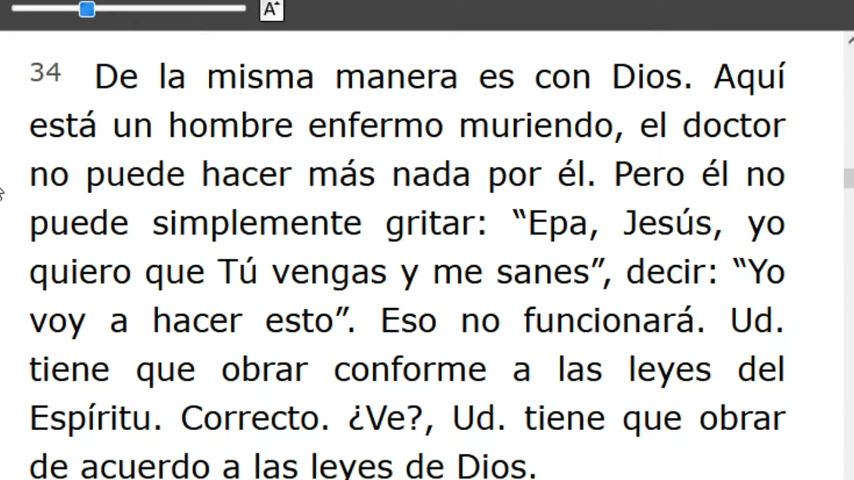 A
34 De la misma manera es con Dios. Aquí
está un hombre enfermo muriendo, el doctor
no puede hacer más nada por él. Pero él no
puede simplemente gritar: “Epa, Jesús, yo
quiero que Tú vengas y me sanes”, decir: “Yo
voy a hacer esto”. Eso no funcionará. Ud.
tiene que obrar conforme a las leyes del
Espíritu. Correcto. ¿Ve?, Ud. tiene que obrar
de acuerdo a las leyes de Dios.